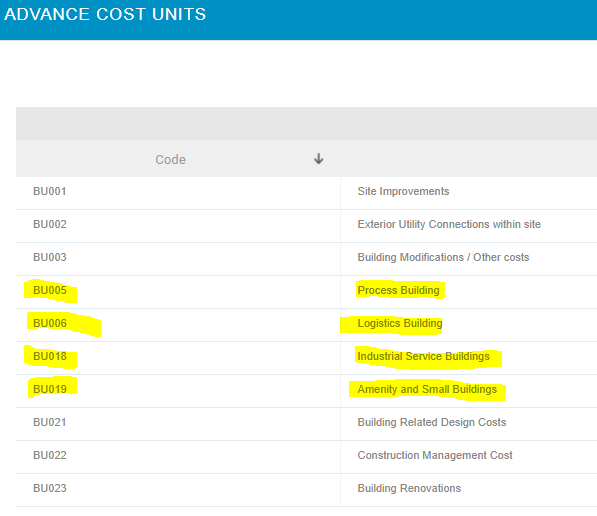 ADVANCE COST UNITS
Code
BU001 Site Improvements
BU002 Exterior Utility Connections within site
BU003 Building Modifications / Other costs
BU005 Process Building
BU006 Logistics Building
BU018 Industrial Service Buildings
BU019 Amenity and Small Buildings
BU021 Building Related Design Costs
BU022 Construction Management Cost
BU023 Building Renovations